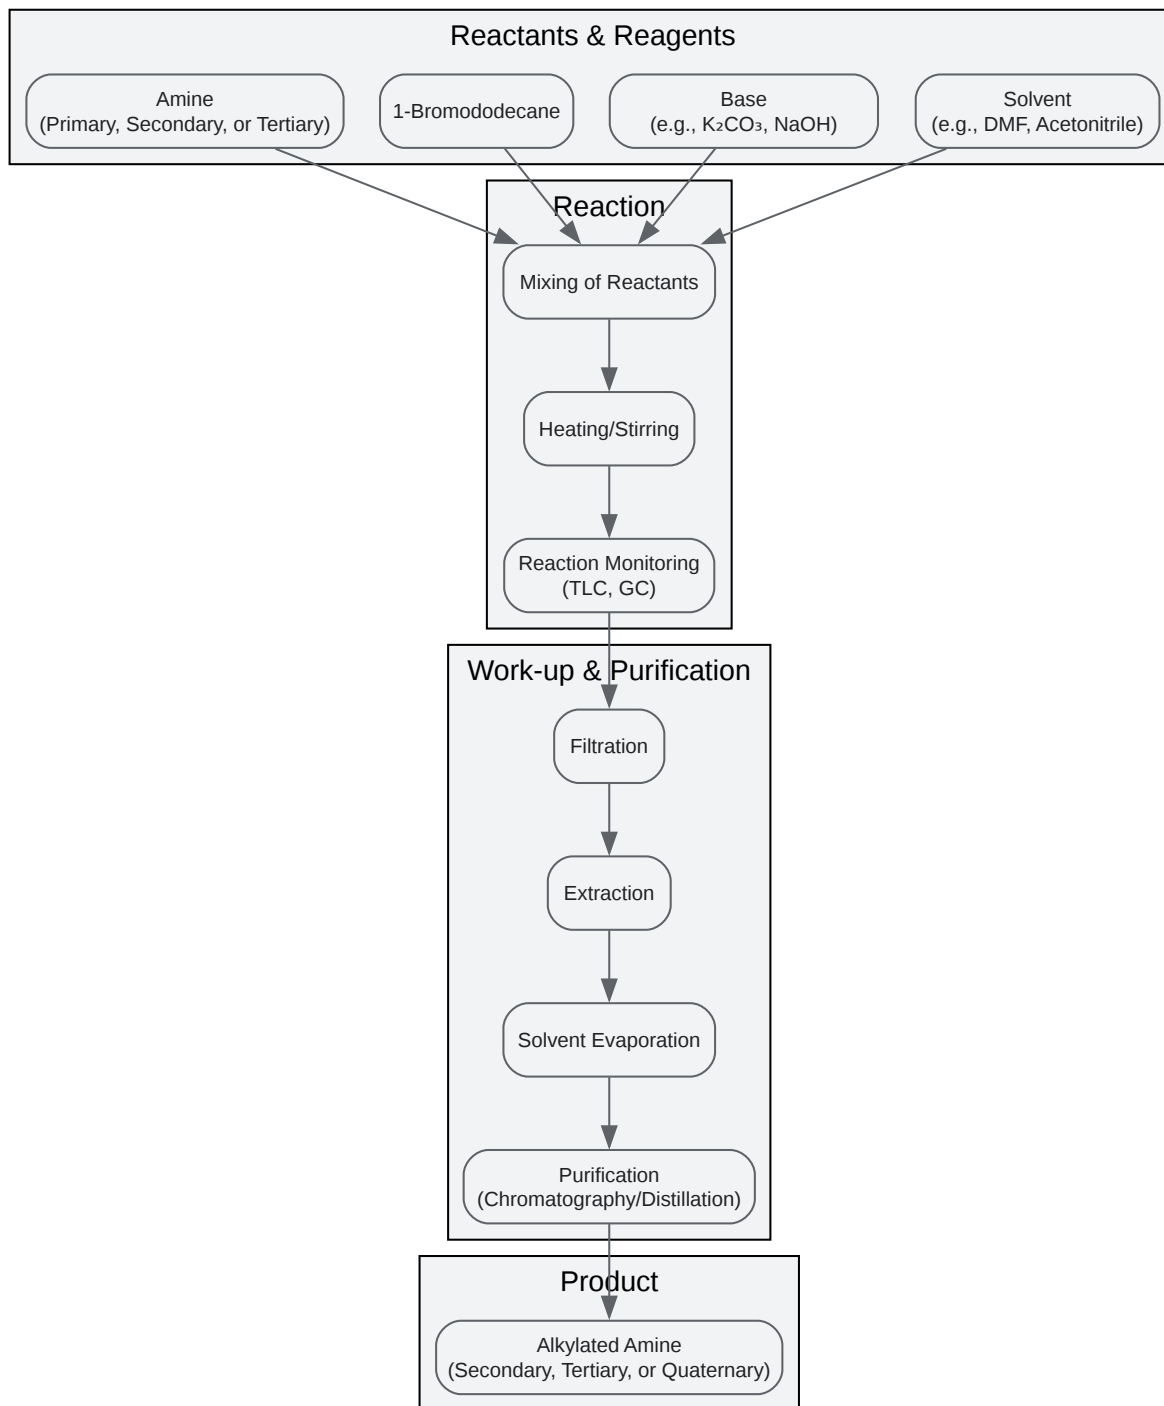 Reactants & Reagents
Amine
(Primary, Secondary, or Tertiary)
1-Bromododecane
Base
(e.g., K₂CO₃, NaOH)
Solvent
(e.g., DMF, Acetonitrile)
Reaction
Mixing of Reactants
Heating/Stirring
Reaction Monitoring
(TLC, GC)
Work-up & Purification
Filtration
Extraction
Solvent Evaporation
Purification
(Chromatography/Distillation)
Product
Alkylated Amine
(Secondary, Tertiary, or Quaternary)